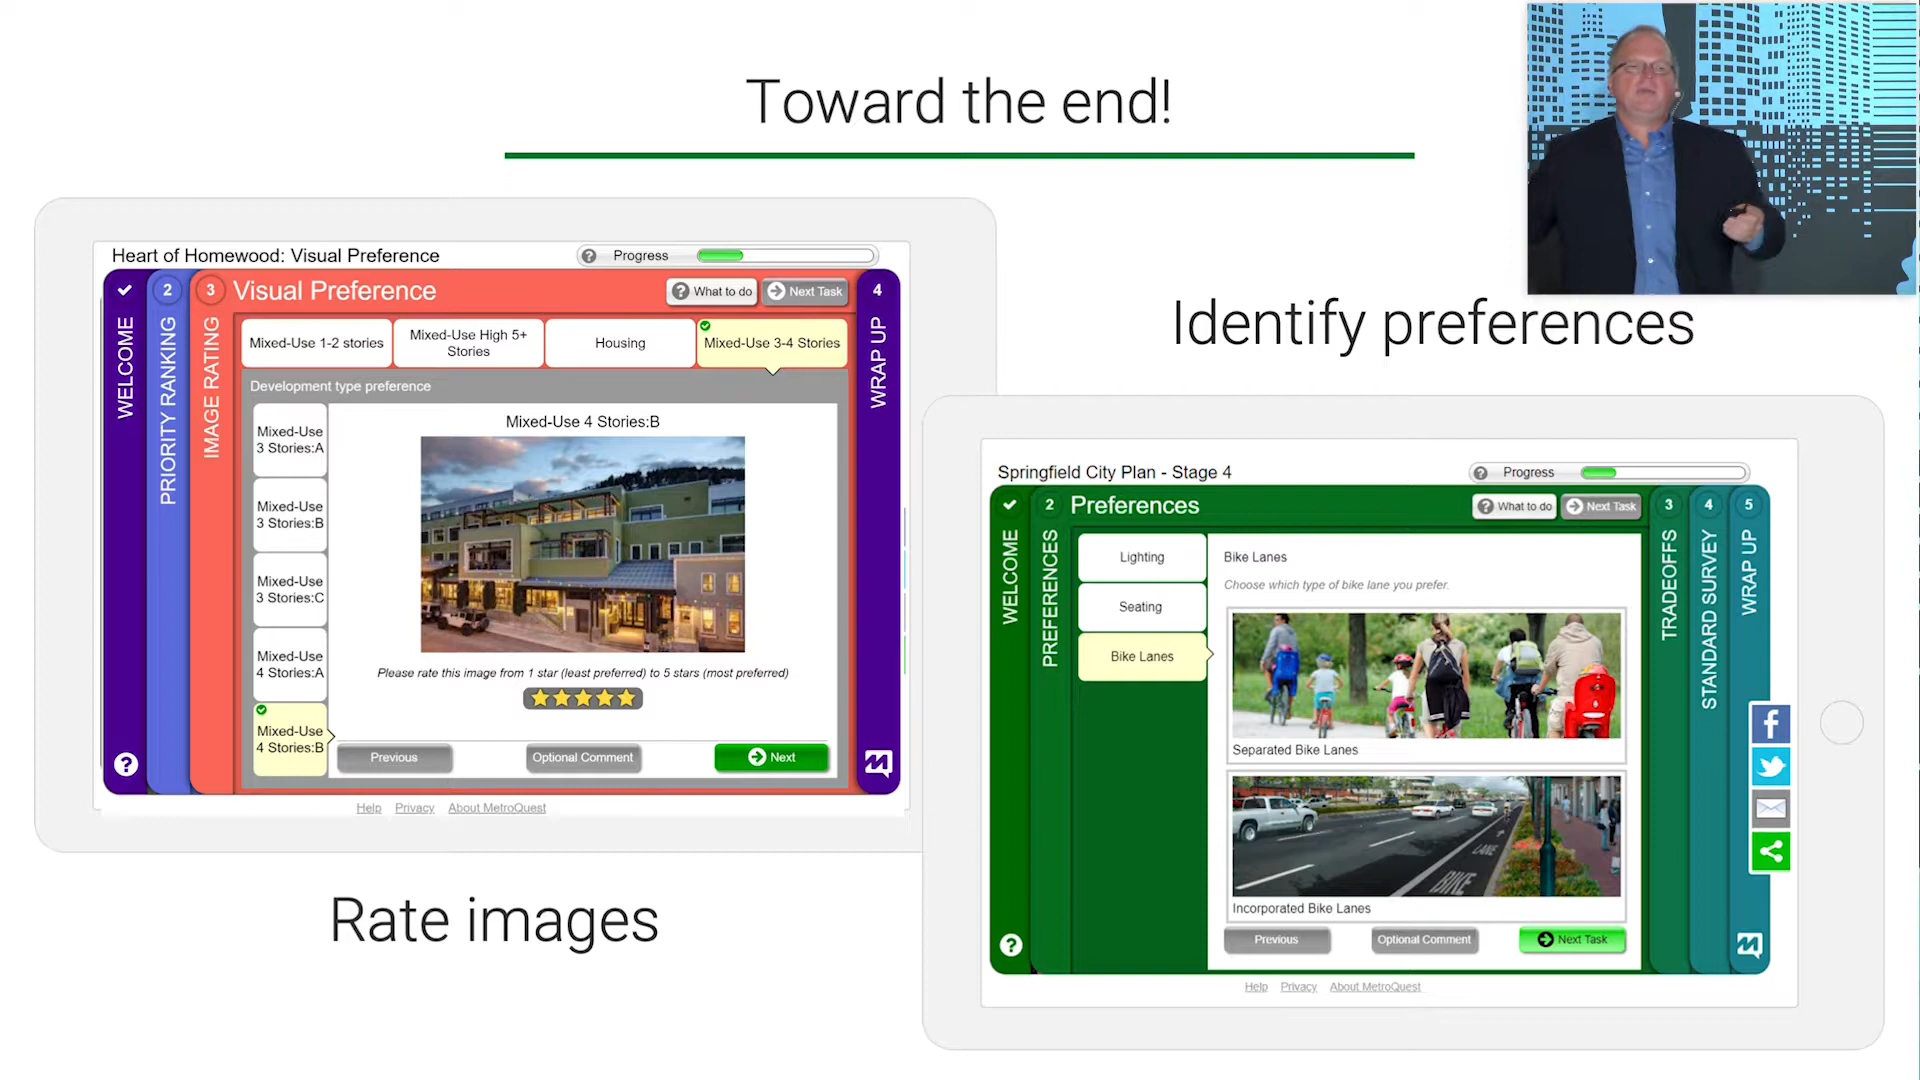 Toward the end!
Heart of Homewood: Visual Preference
? Progress
2
3
Visual Preference
? What to do
Next Task
4
WELCOME
PRIORITY RANKING
IMAGE RATING
WRAP UP
Mixed-Use 1-2 stories
Mixed-Use High 5+
Stories
Housing
Mixed-Use 3-4 Stories
Development type preference
Mixed-Use
3 Stories:A
Mixed-Use
3 Stories:B
Mixed-Use
3 Stories:C
Mixed-Use
4 Stories:A
Mixed-Use
4 Stories:B
Mixed-Use 4 Stories:B
Please rate this image from 1 star (least preferred) to 5 stars (most preferred)
Previous
Optional Comment
Next
?
Help
Privacy
About MetroQuest
Rate images
Identify preferences
Springfield City Plan - Stage 4
? Progress
2
Preferences
? What to do
Next Task
3
4
5
WELCOME
PREFERENCES
TRADEOFFS
STANDARD SURVEY
WRAP UP
Lighting
Seating
Bike Lanes
Bike Lanes
Choose which type of bike lane you prefer.
Separated Bike Lanes
LANE
BIKE
Incorporated Bike Lanes
Previous
Optional Comment
Next Task
?
Help
Privacy
About MetroQuest